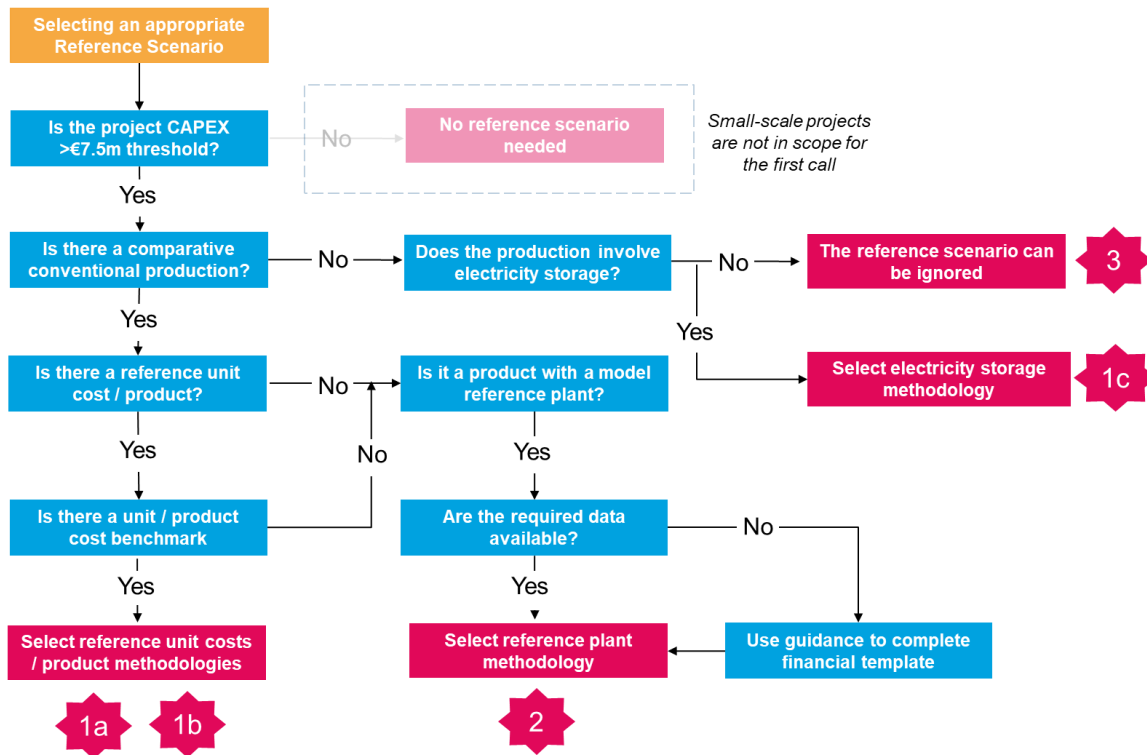 Selecting an appropriate
Reference Scenario
Is the project CAPEX
>€7.5m threshold?
No
No reference scenario
needed
Small-scale projects
are not in scope for
the first call
Yes
Is there a comparative
conventional production?
No
Does the production involve
electricity storage?
No
The reference scenario can
be ignored
3
Yes
Yes
Is there a reference unit
cost / product?
No
Is it a product with a model
reference plant?
Select electricity storage
methodology
1c
Yes
No
Yes
Is there a unit / product
cost benchmark
Are the required data
available?
No
Yes
Yes
Select reference unit costs
/ product methodologies
Select reference plant
methodology
Use guidance to complete
financial template
1a
1b
2